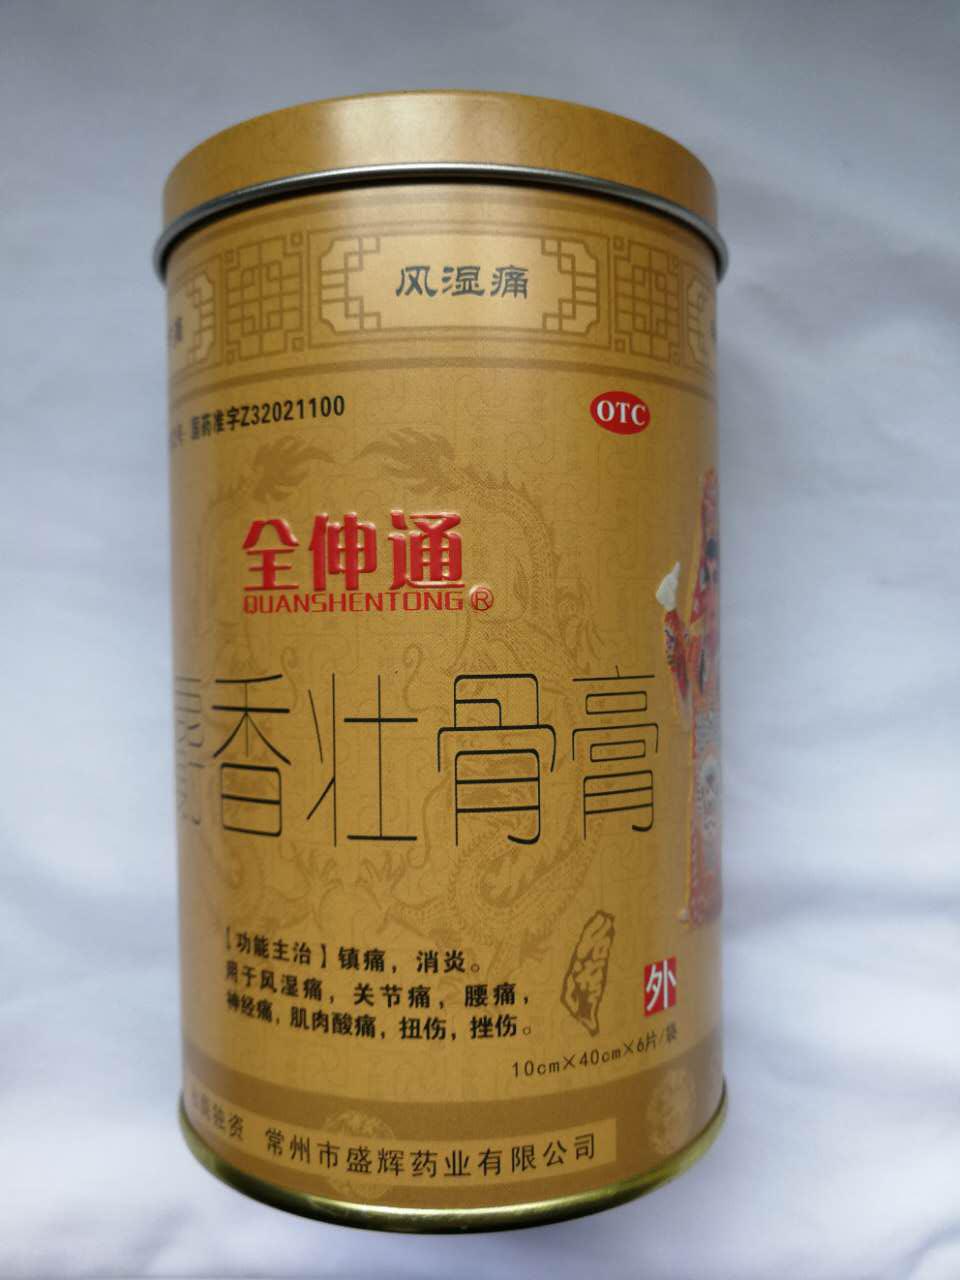 风湿痛
国药准字Z32021100
OTC
全伸通
QUANSHENTONG®
香壮骨膏
【功能主治】镇痛，消炎。
用于风湿痛，关节痛，腰痛，
神经痛，肌肉酸痛，扭伤，挫伤。
外
10cm×40cm×6片/袋
独资 常州市盛辉药业有限公司